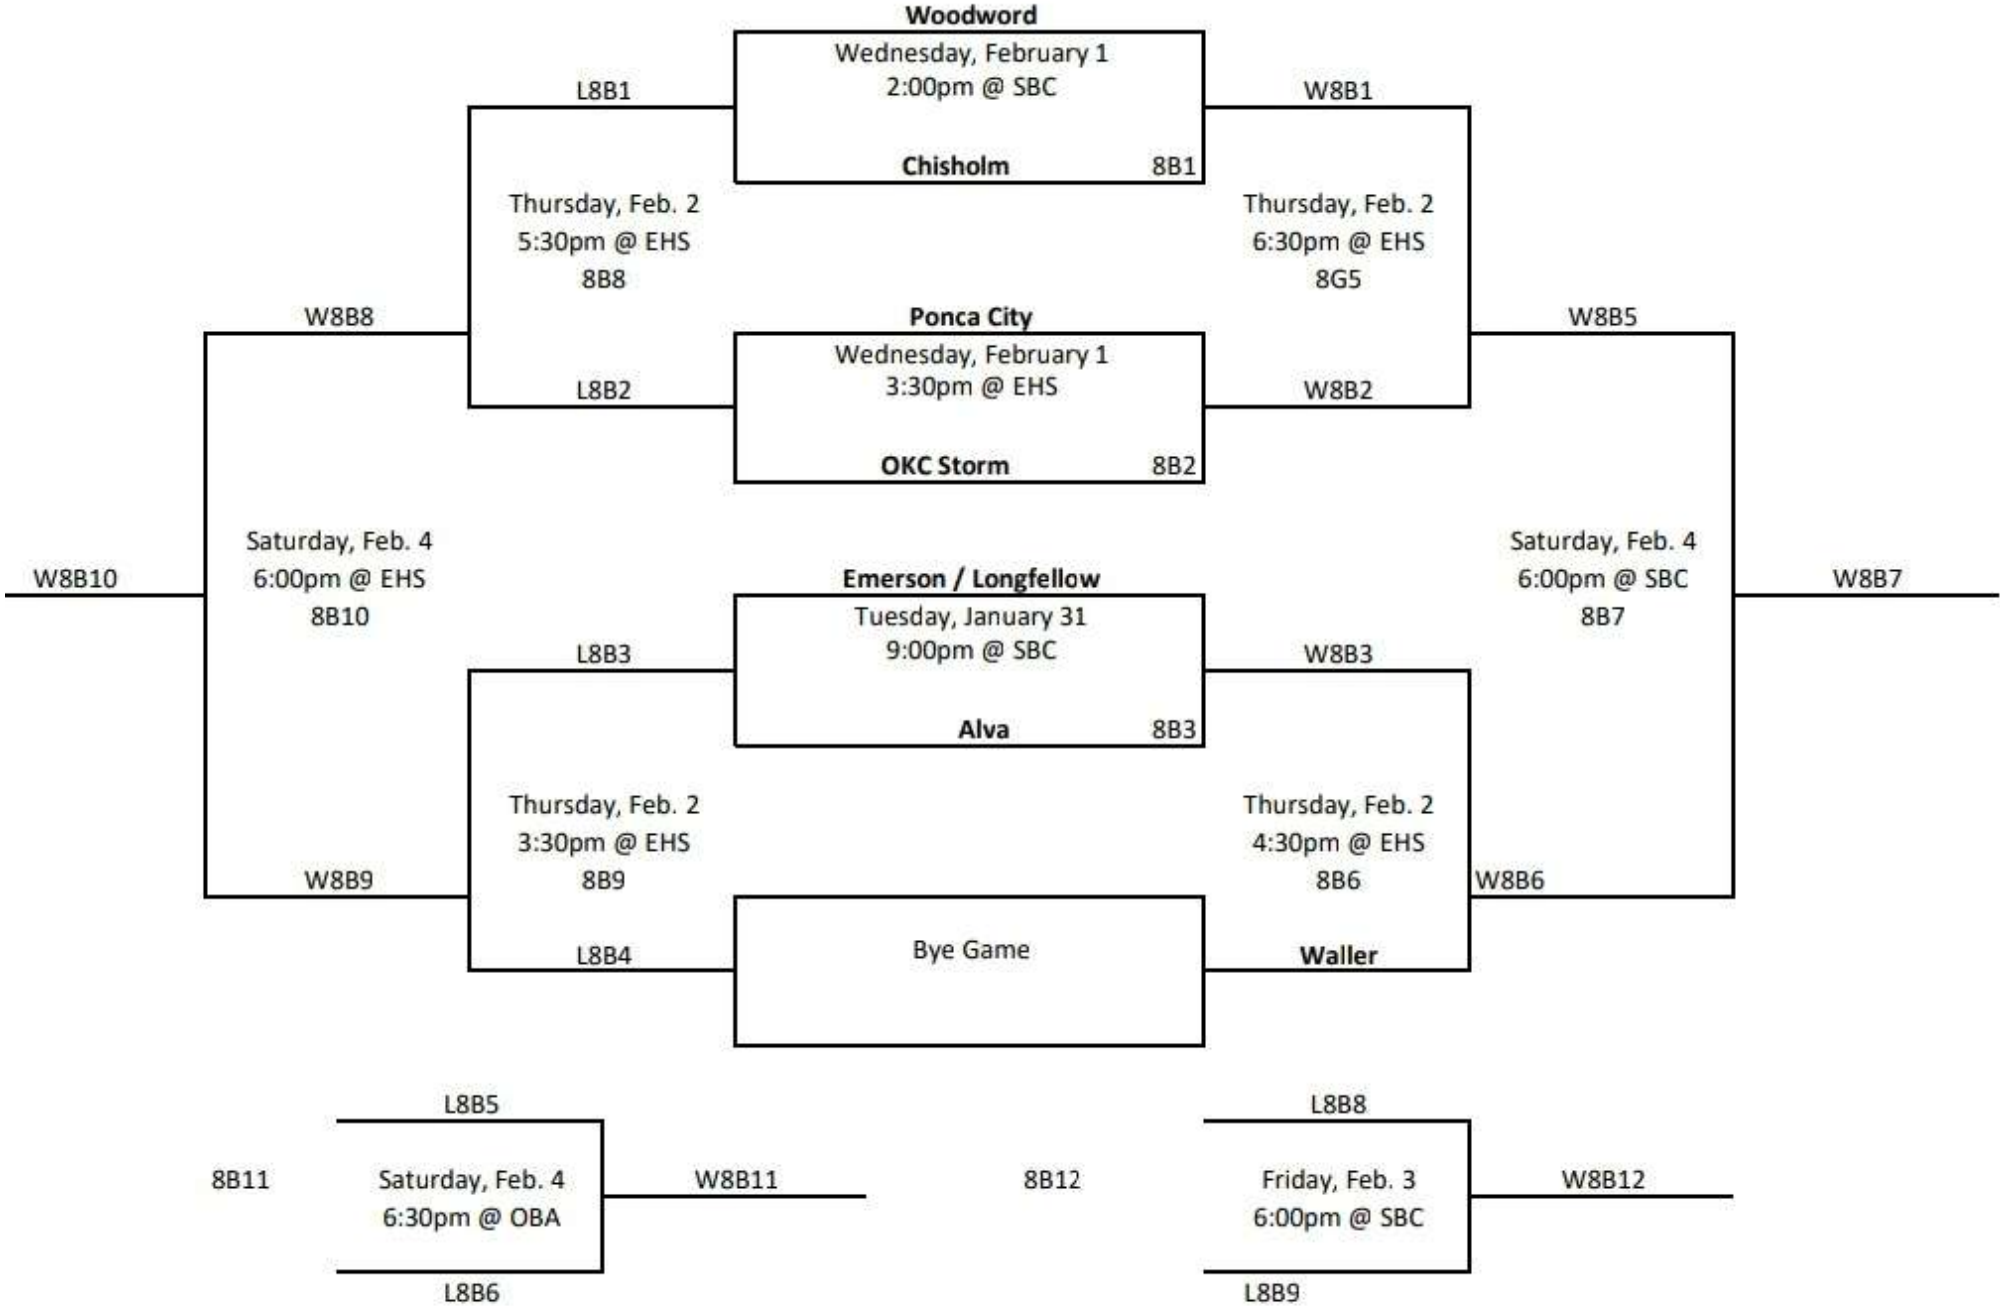 Woodword
Wednesday, February 1
2:00pm @ SBC
L8B1
W8B1
Chisholm
8B1
Thursday, Feb. 2
5:30pm @ EHS
8B8
Thursday, Feb. 2
6:30pm @ EHS
8G5
W8B8
Ponca City
W8B5
Wednesday, February 1
3:30pm @ EHS
L8B2
W8B2
OKC Storm
8B2
Saturday, Feb. 4
6:00pm @ EHS
8B10
Saturday, Feb. 4
6:00pm @ SBC
8B7
W8B10
Emerson / Longfellow
W8B7
Tuesday, January 31
9:00pm @ SBC
L8B3
W8B3
Alva
8B3
Thursday, Feb. 2
3:30pm @ EHS
8B9
Thursday, Feb. 2
4:30pm @ EHS
8B6
W8B9
W8B6
Bye Game
L8B4
Waller
L8B5
L8B8
8B11
Saturday, Feb. 4
6:30pm @ OBA
W8B11
8B12
Friday, Feb. 3
6:00pm @ SBC
W8B12
L8B6
L8B9